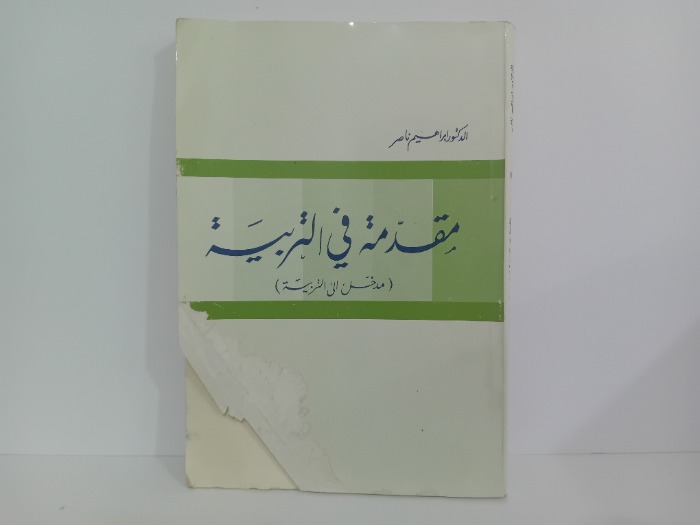 الدكتور ابراهيم ناصر
مقدمة في التربية
(مدخل الى التربية)